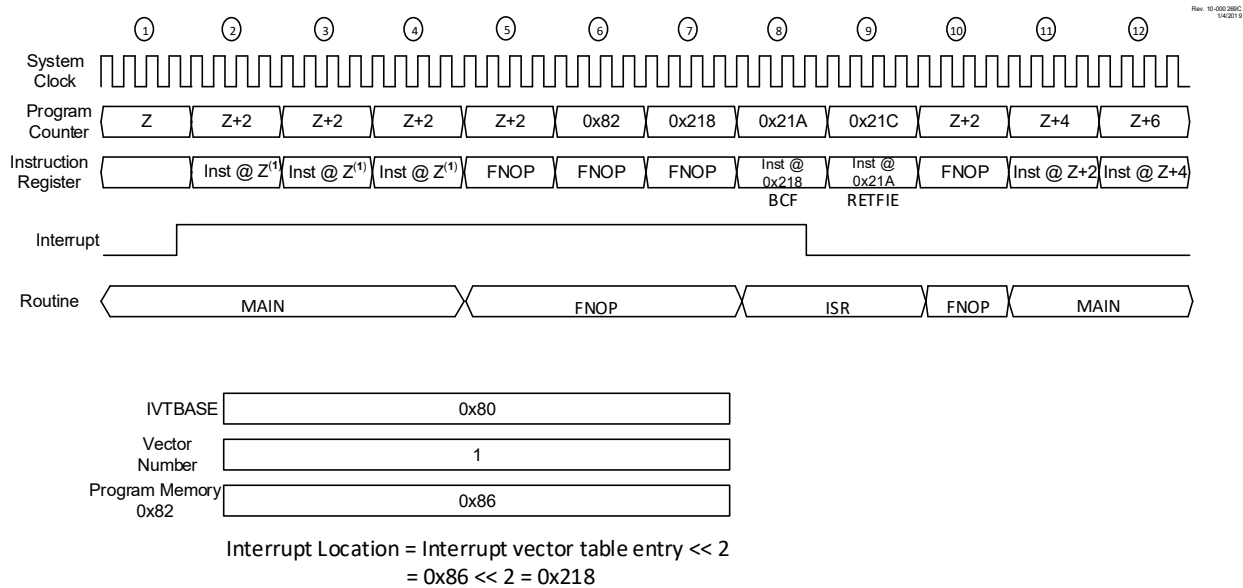 Rev. 10-000 269C
1/4/2019
1 2 3 4 5 6 7 8 9 10 11 12
System
Clock
Program
Counter
Z Z+2 Z+2 Z+2 Z+2 0x82 0x218 0x21A 0x21C Z+2 Z+4 Z+6
Instruction
Register
Inst @ Z(1) Inst @ Z(1) Inst @ Z(1) FNOP FNOP FNOP Inst @ 0x218 Inst @ 0x21A FNOP Inst @ Z+2 Inst @ Z+4
BCF RETFIE
Interrupt
Routine
MAIN FNOP ISR FNOP MAIN
IVTBASE 0x80
Vector
Number
1
Program Memory
0x82
0x86
Interrupt Location = Interrupt vector table entry << 2
= 0x86 << 2 = 0x218